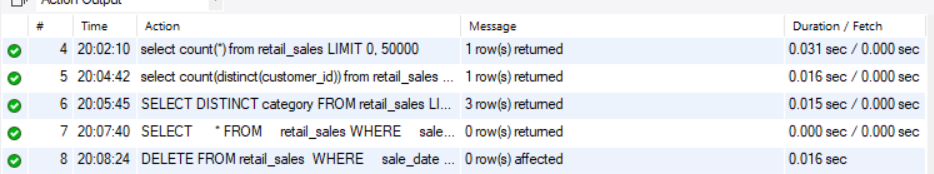 Action Output
# Time Action Message Duration / Fetch
4 20:02:10 select count(*) from retail_sales LIMIT 0, 50000 1 row(s) returned 0.031 sec / 0.000 sec
5 20:04:42 select count(distinct(customer_id)) from retail_sales ... 1 row(s) returned 0.016 sec / 0.000 sec
6 20:05:45 SELECT DISTINCT category FROM retail_sales LI... 3 row(s) returned 0.015 sec / 0.000 sec
7 20:07:40 SELECT * FROM retail_sales WHERE sale... 0 row(s) returned 0.000 sec / 0.000 sec
8 20:08:24 DELETE FROM retail_sales WHERE sale_date ... 0 row(s) affected 0.016 sec